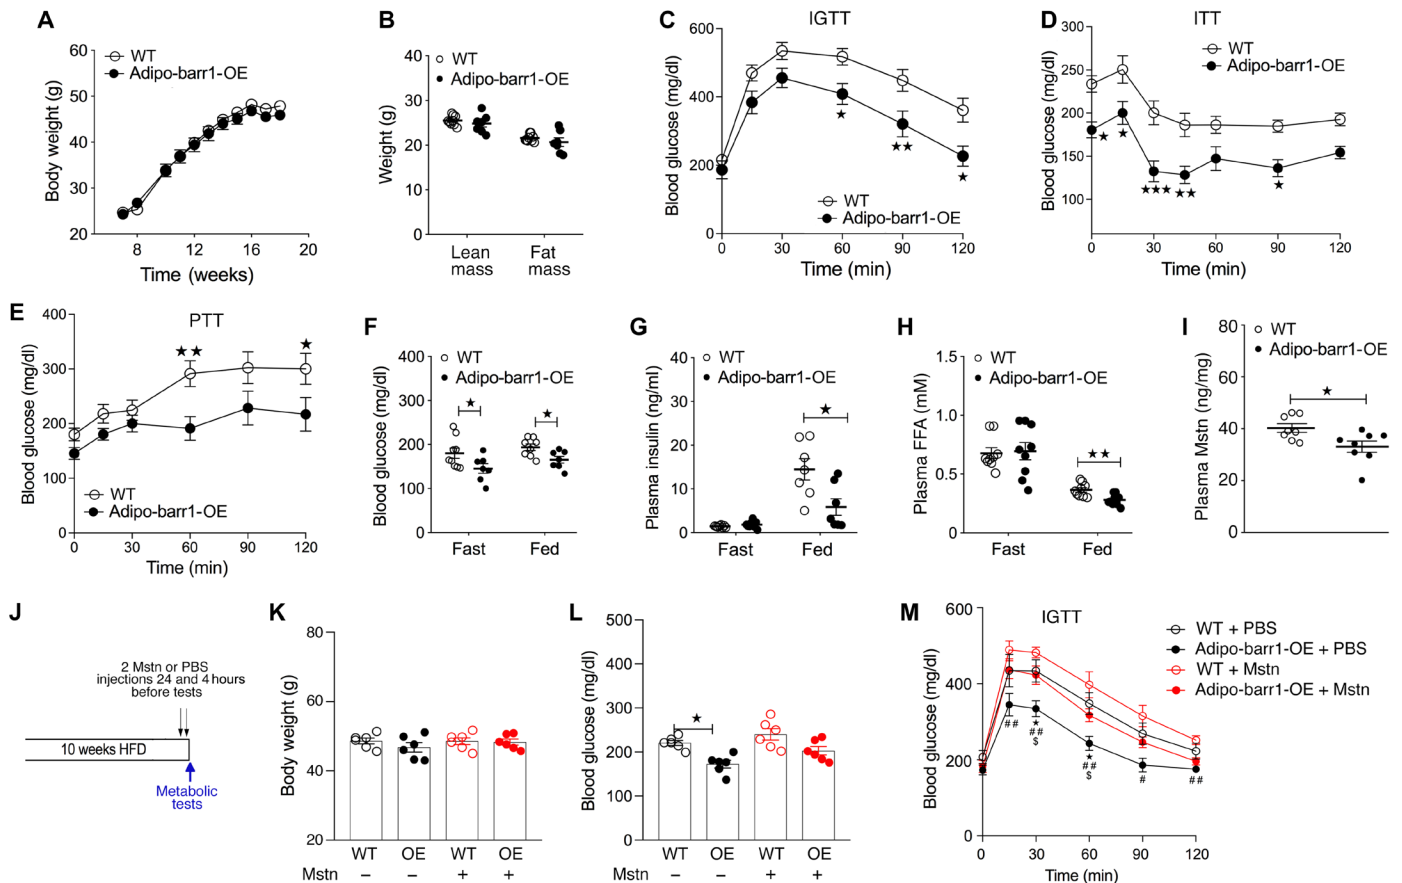 A
WT
Adipo-barr1-OE
Body weight (g)
60
50
40
30
20
8
12
16
20
Time (weeks)
B
WT
Adipo-barr1-OE
Weight (g)
40
30
20
10
0
Lean mass
Fat mass
C
IGTT
Blood glucose (mg/dl)
600
400
200
0
★
★★
★
WT
Adipo-barr1-OE
0 30 60 90 120
Time (min)
D
ITT
Blood glucose (mg/dl)
300
250
200
150
100
WT
Adipo-barr1-OE
★ ★ ★★★ ★★ ★
0 30 60 90 120
Time (min)
E
PTT
Blood glucose (mg/dl)
400
300
200
100
0
★★ ★
WT
Adipo-barr1-OE
0 30 60 90 120
Time (min)
F
WT
Adipo-barr1-OE
Blood glucose (mg/dl)
400
300
200
100
0
★ ★
Fast Fed
G
WT
Adipo-barr1-OE
Plasma insulin (ng/ml)
40
30
20
10
0
★
Fast Fed
H
WT
Adipo-barr1-OE
Plasma FFA (mM)
1.5
1.0
0.5
0.0
★★
Fast Fed
I
WT
Adipo-barr1-OE
Plasma Mstn (ng/mg)
80
60
40
20
0
★
J
2 Mstn or PBS
injections 24 and 4 hours
before tests
10 weeks HFD
Metabolic
tests
K
Body weight (g)
80
60
40
20
WT OE WT OE
Mstn – – + +
L
Blood glucose (mg/dl)
500
400
300
200
100
0
★
WT OE WT OE
Mstn – – + +
M
IGTT
Blood glucose (mg/dl)
600
400
200
0
WT + PBS
Adipo-barr1-OE + PBS
WT + Mstn
Adipo-barr1-OE + Mstn
##
★
##
$
★
##
$
#
##
0 30 60 90 120
Time (min)